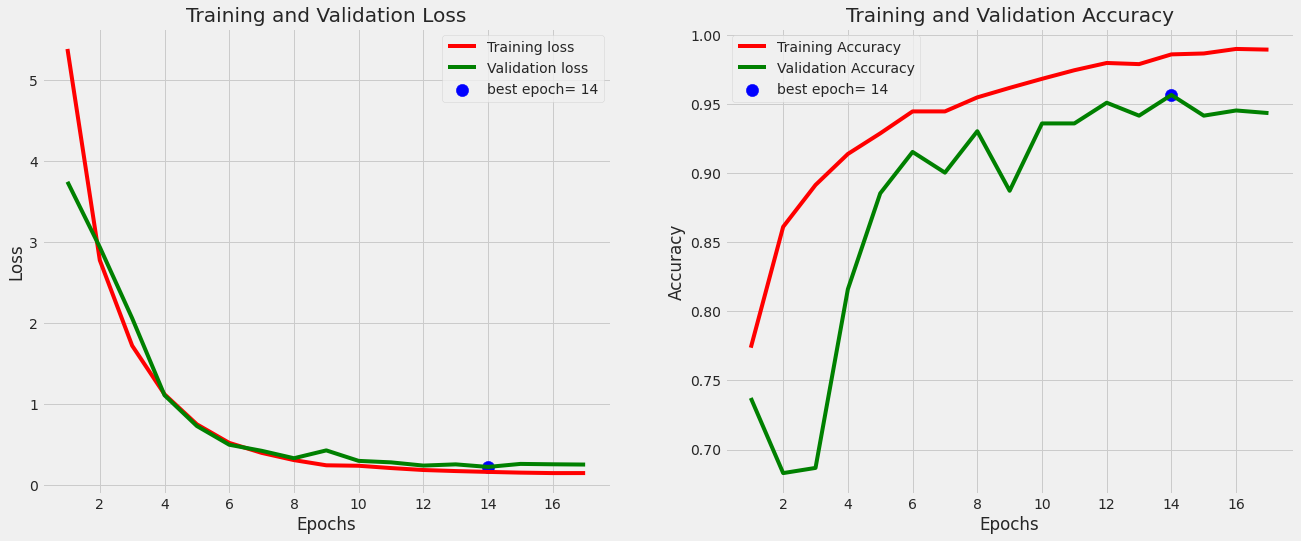 Training and Validation Loss
Training loss
Validation loss
best epoch= 14
5
4
3
2
1
0
Loss
2 4 6 8 10 12 14 16
Epochs
Training and Validation Accuracy
Training Accuracy
Validation Accuracy
best epoch= 14
1.00
0.95
0.90
0.85
0.80
0.75
0.70
Accuracy
2 4 6 8 10 12 14 16
Epochs